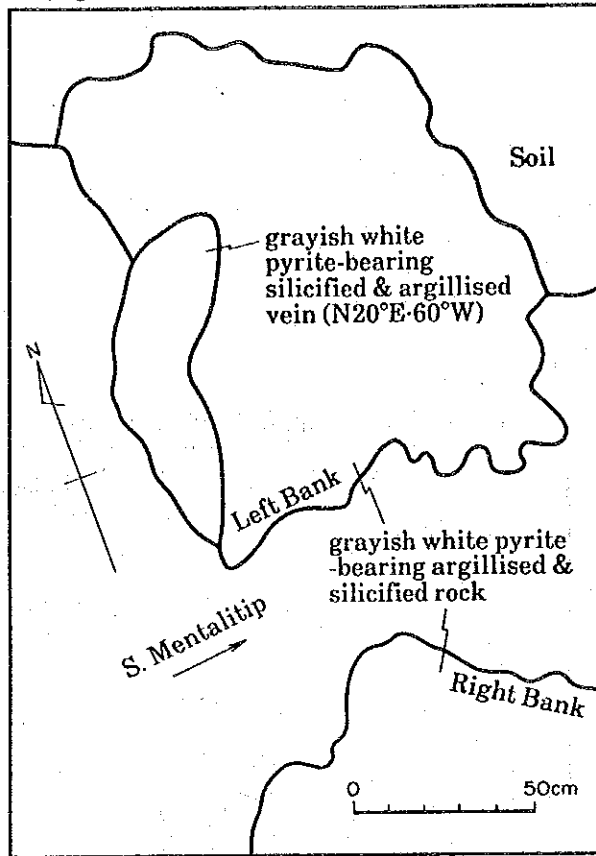 Soil
grayish white
pyrite-bearing
silicified & argillised
vein (N20°E·60°W)
N
Left Bank
grayish white pyrite
-bearing argillised &
silicified rock
S. Mentalitip
Right Bank
0 50cm